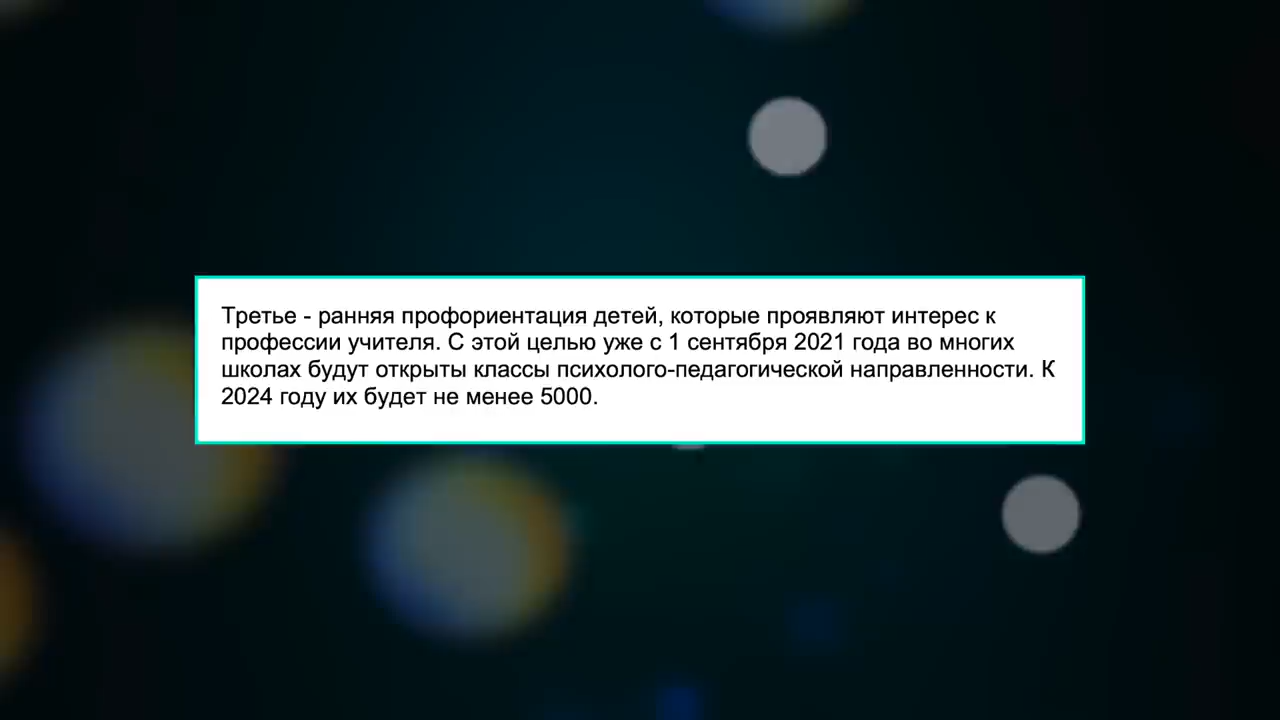 Третье - ранняя профориентация детей, которые проявляют интерес к
профессии учителя. С этой целью уже с 1 сентября 2021 года во многих
школах будут открыты классы психолого-педагогической направленности. К
2024 году их будет не менее 5000.